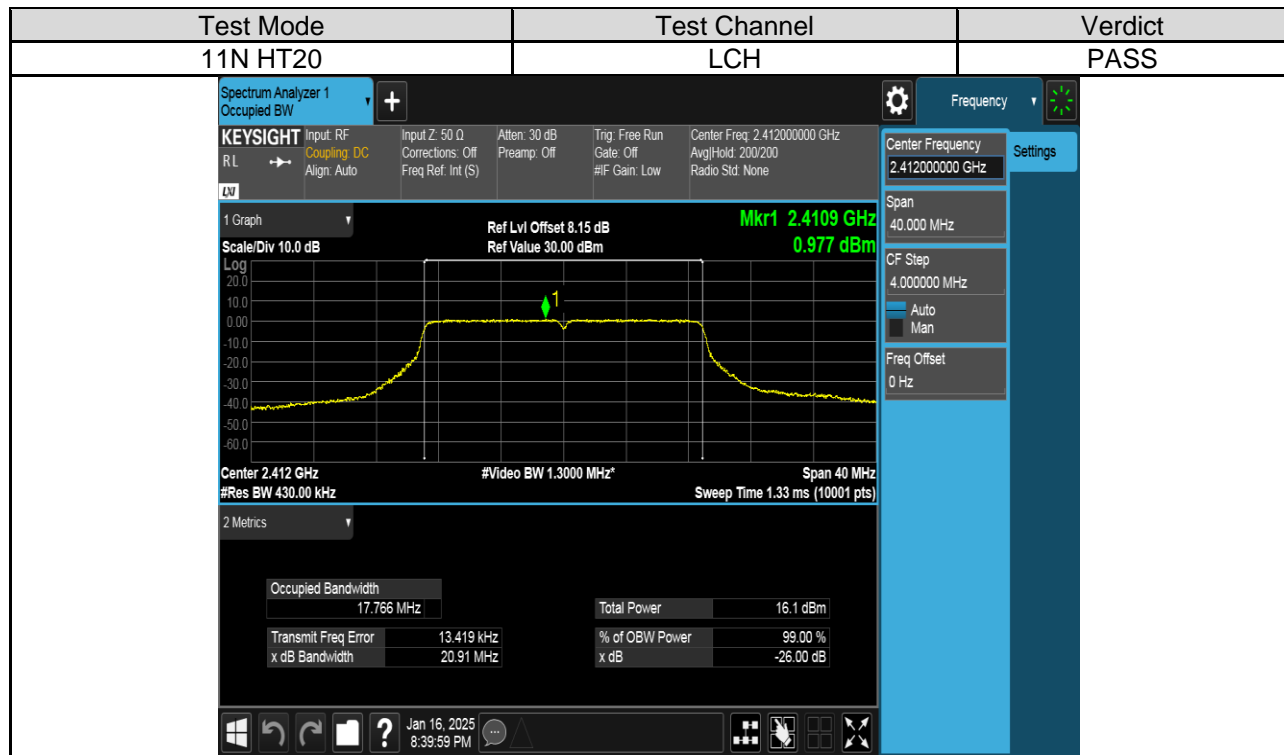 Test Mode Test Channel Verdict
11N HT20 LCH PASS
Spectrum Analyzer 1
Occupied BW
+
Frequency
KEYSIGHT
R L
LXI
Input: RF
Coupling: DC
Align: Auto
Input Z: 50 Ω
Corrections: Off
Freq Ref: Int (S)
Atten: 30 dB
Preamp: Off
Trig: Free Run
Gate: Off
#IF Gain: Low
Center Freq: 2.412000000 GHz
Avg|Hold: 200/200
Radio Std: None
Center Frequency
2.412000000 GHz
Settings
Span
40.000 MHz
CF Step
4.000000 MHz
Auto
Man
Freq Offset
0 Hz
1 Graph
Scale/Div 10.0 dB
Ref Lvl Offset 8.15 dB
Ref Value 30.00 dBm
Mkr1 2.4109 GHz
0.977 dBm
Log
20.0
10.0
0.00
-10.0
-20.0
-30.0
-40.0
-50.0
-60.0
1
Center 2.412 GHz #Video BW 1.3000 MHz* Span 40 MHz
#Res BW 430.00 kHz Sweep Time 1.33 ms (10001 pts)
2 Metrics
Occupied Bandwidth
17.766 MHz
Total Power 16.1 dBm
Transmit Freq Error 13.419 kHz
% of OBW Power 99.00 %
x dB Bandwidth 20.91 MHz
x dB -26.00 dB
?
Jan 16, 2025
8:39:59 PM